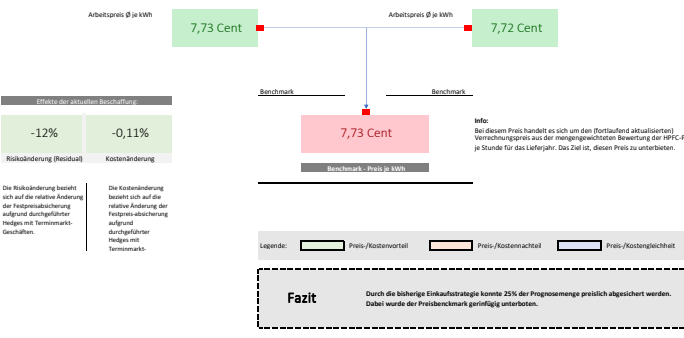 Arbeitspreis Ø je kWh
7,73 Cent
Arbeitspreis Ø je kWh
7,72 Cent
Benchmark
Benchmark
Effekte der aktuellen Beschaffung:
-12%
-0,11%
Risikoänderung (Residual)
Kostenänderung
7,73 Cent
Benchmark - Preis je kWh
Info:
Bei diesem Preis handelt es sich um den (fortlaufend aktualisierten)
Verrechnungspreis aus der mengengewichteten Bewertung der HPFC-P
je Stunde für das Lieferjahr. Das Ziel ist, diesen Preis zu unterbieten.
Die Risikoänderung bezieht
sich auf die relative Änderung
der Festpreisabsicherung
aufgrund durchgeführter
Hedges mit Terminmarkt-
Geschäften.
Die Kostenänderung
bezieht sich auf die
relative Änderung der
Festpreis-absicherung
aufgrund
durchgeführter
Hedges mit
Terminmarkt-
Legende:
Preis-/Kostenvorteil
Preis-/Kostennachteil
Preis-/Kostengleichheit
Fazit
Durch die bisherige Einkaufsstrategie konnte 25% der Prognosemenge preislich abgesichert werden.
Dabei wurde der Preisbenckmark gerinfügig unterboten.